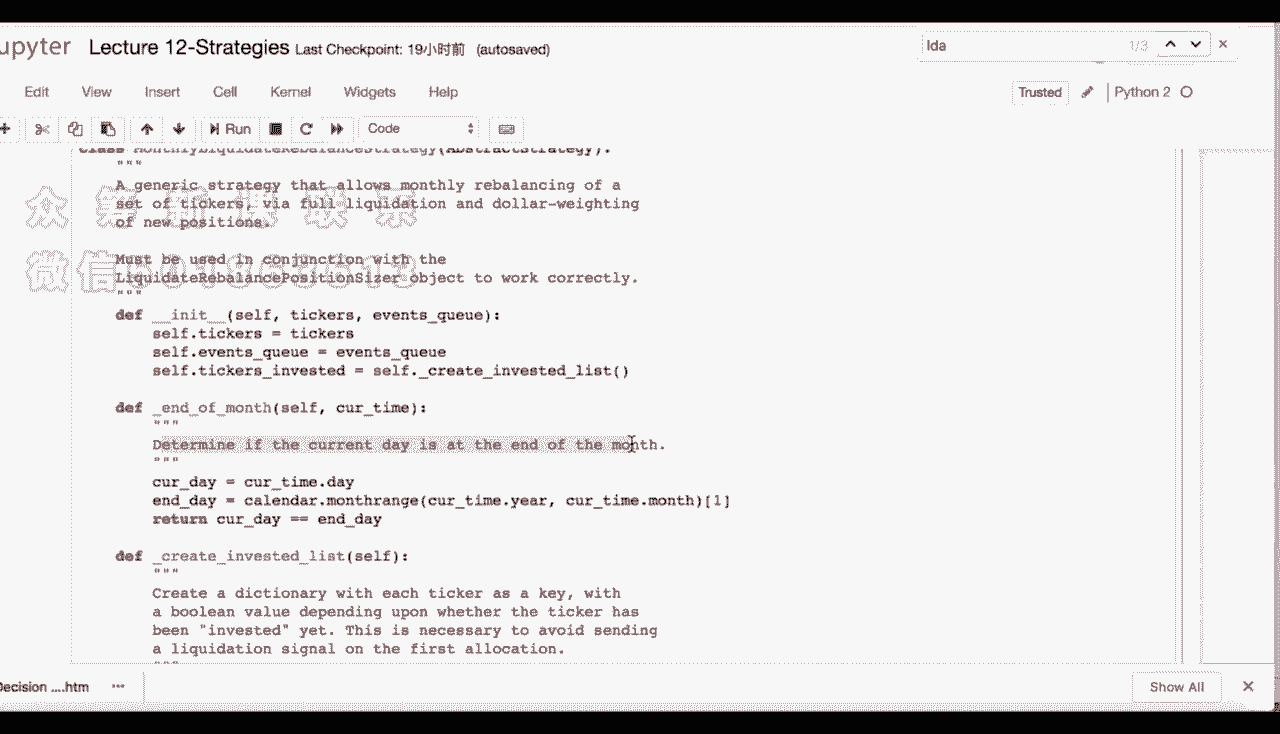 upyter Lecture 12-Strategies Last Checkpoint: 19小时前 (autosaved)
lda 1/3
Edit View Insert Cell Kernel Widgets Help
Trusted Python 2
Run Code
class MonthlyLiquidateRebalanceStrategy(AbstractStrategy):
"""
A generic strategy that allows monthly rebalancing of a
set of tickers, via full liquidation and dollar-weighting
of new positions.
Must be used in conjunction with the
LiquidateRebalancePositionSizer object to work correctly.
"""
def __init__(self, tickers, events_queue):
self.tickers = tickers
self.events_queue = events_queue
self.tickers_invested = self._create_invested_list()
def _end_of_month(self, cur_time):
"""
Determine if the current day is at the end of the month.
"""
cur_day = cur_time.day
end_day = calendar.monthrange(cur_time.year, cur_time.month)[1]
return cur_day == end_day
def _create_invested_list(self):
"""
Create a dictionary with each ticker as a key, with
a boolean value depending upon whether the ticker has
been "invested" yet. This is necessary to avoid sending
a liquidation signal on the first allocation.
"""
Decision ....htm
Show All